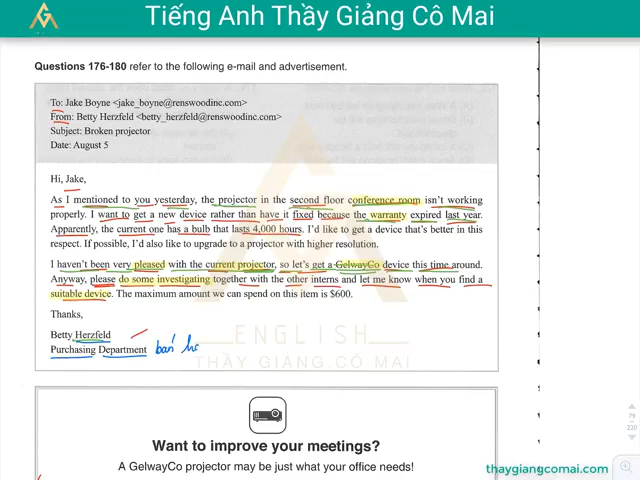 Tiếng Anh Thầy Giảng Cô Mai
Questions 176-180 refer to the following e-mail and advertisement.
To: Jake Boyne <jake_boyne@renswoodinc.com>
From: Betty Herzfeld <betty_herzfeld@renswoodinc.com>
Subject: Broken projector
Date: August 5
Hi, Jake,
As I mentioned to you yesterday, the projector in the second floor conference room isn't working
properly. I want to get a new device rather than have it fixed because the warranty expired last year.
Apparently, the current one has a bulb that lasts 4,000 hours. I'd like to get a device that's better in this
respect. If possible, I'd also like to upgrade to a projector with higher resolution.
I haven't been very pleased with the current projector, so let's get a GelwayCo device this time around.
Anyway, please do some investigating together with the other interns and let me know when you find a
suitable device. The maximum amount we can spend on this item is $600.
Thanks,
Betty Herzfeld
Purchasing Department bán
ENGLISH
THẦY GIẢNG.CÔ MAI
Want to improve your meetings?
A GelwayCo projector may be just what your office needs!
79
220
thaygiangcomai.com